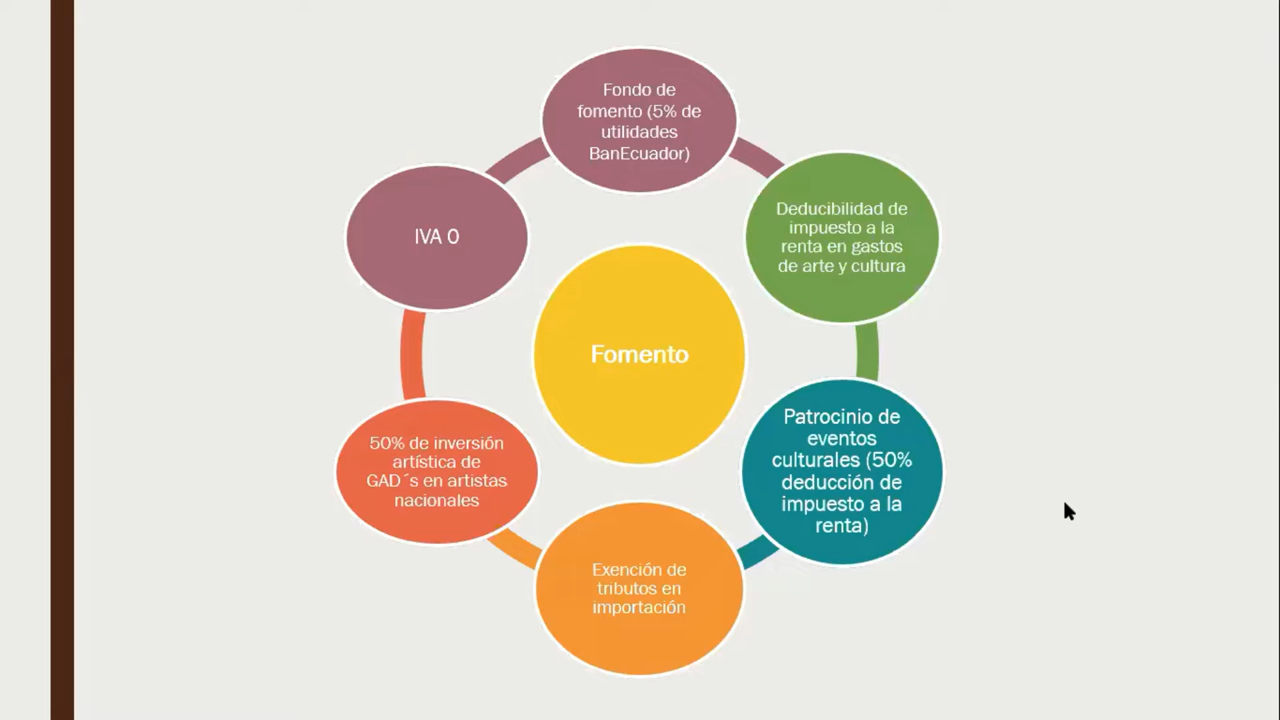 Fondo de
fomento (5% de
utilidades
BanEcuador)
Deducibilidad de
impuesto a la
renta en gastos
de arte y cultura
Patrocinio de
eventos
culturales (50%
deducción de
impuesto a la
renta)
Exención de
tributos en
importación
50% de inversión
artística de
GAD´s en artistas
nacionales
IVA 0
Fomento